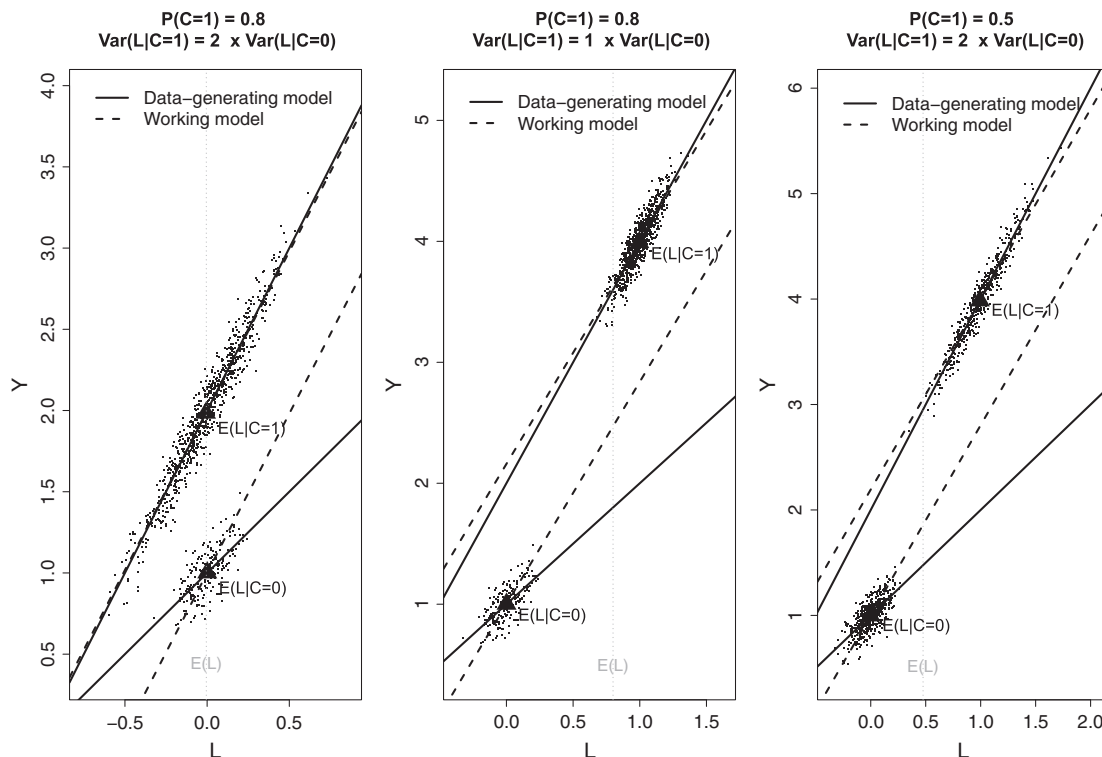 P(C=1) = 0.8
Var(L|C=1) = 2 x Var(L|C=0)
Data−generating model
Working model
E(L|C=1)
E(L|C=0)
E(L)
Y
4.0
3.5
3.0
2.5
2.0
1.5
1.0
0.5
−0.5
0.0
0.5
L
P(C=1) = 0.8
Var(L|C=1) = 1 x Var(L|C=0)
Data−generating model
Working model
E(L|C=1)
E(L|C=0)
E(L)
Y
5
4
3
2
1
0.0
0.5
1.0
1.5
L
P(C=1) = 0.5
Var(L|C=1) = 2 x Var(L|C=0)
Data−generating model
Working model
E(L|C=1)
E(L|C=0)
E(L)
Y
6
5
4
3
2
1
0.0
0.5
1.0
1.5
2.0
L